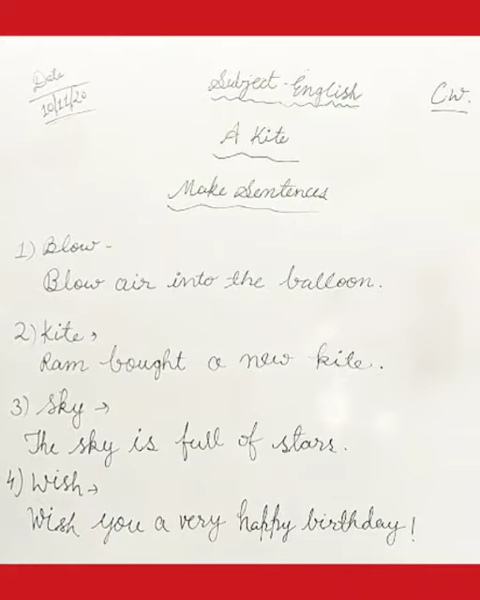 Date
10/11/20
Subject-English
C.W.
A Kite
Make Sentences
1) Blow -
Blow air into the balloon.
2) Kite →
Ram bought a new kite..
3) Sky →
The sky is full of stars.
4) Wish →
Wish you a very happy birthday!